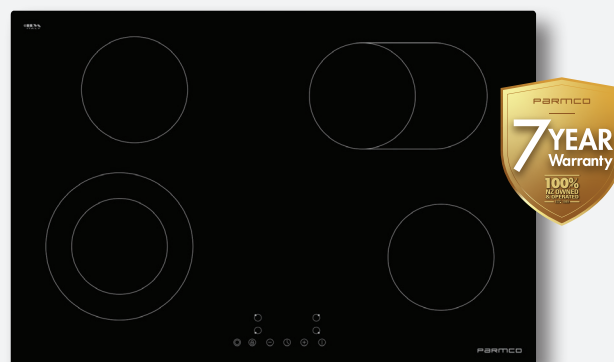 PARMCO
7 YEAR
Warranty
100%
NZ OWNED
& OPERATED
PARMCO